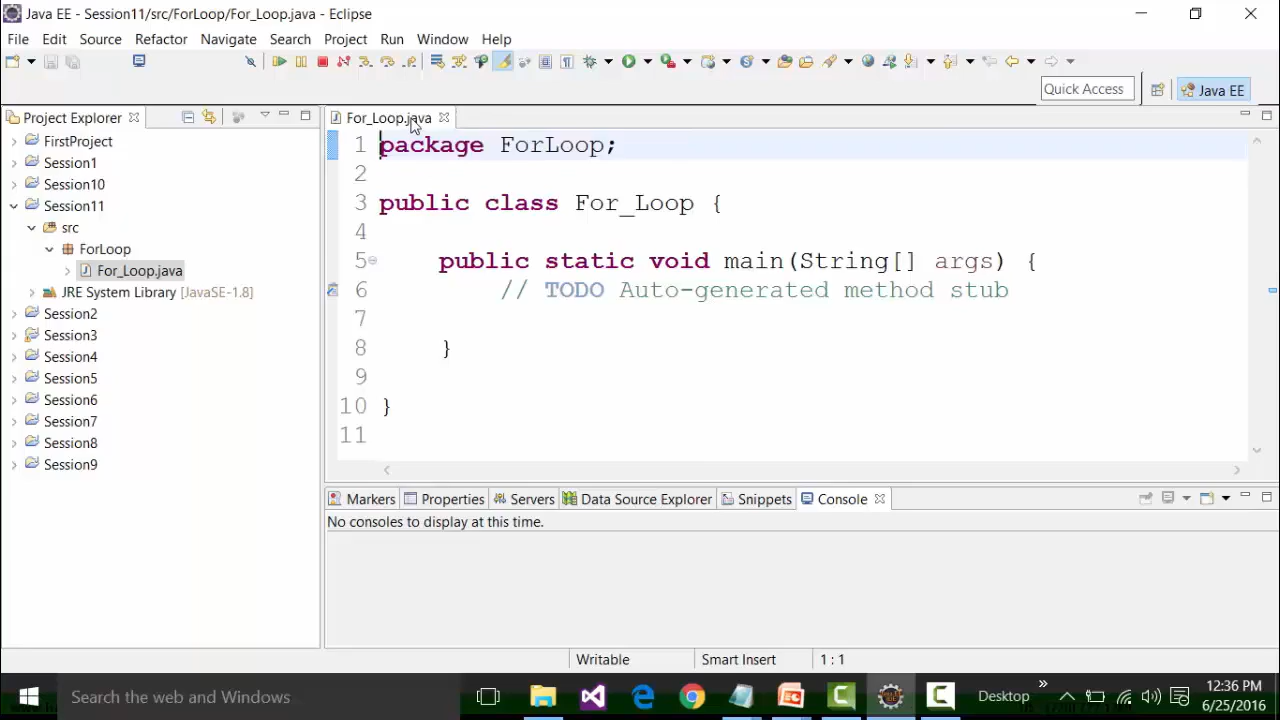 Java EE - Session11/src/ForLoop/For_Loop.java - Eclipse
File Edit Source Refactor Navigate Search Project Run Window Help
Quick Access
Java EE
Project Explorer
FirstProject
Session1
Session10
Session11
src
ForLoop
For_Loop.java
JRE System Library [JavaSE-1.8]
Session2
Session3
Session4
Session5
Session6
Session7
Session8
Session9
For_Loop.java
1 package ForLoop;
2
3 public class For_Loop {
4
5 public static void main(String[] args) {
6 // TODO Auto-generated method stub
7
8 }
9
10 }
11
Markers Properties Servers Data Source Explorer Snippets Console
No consoles to display at this time.
Writable Smart Insert 1 : 1
Search the web and Windows
Desktop
12:36 PM
6/25/2016